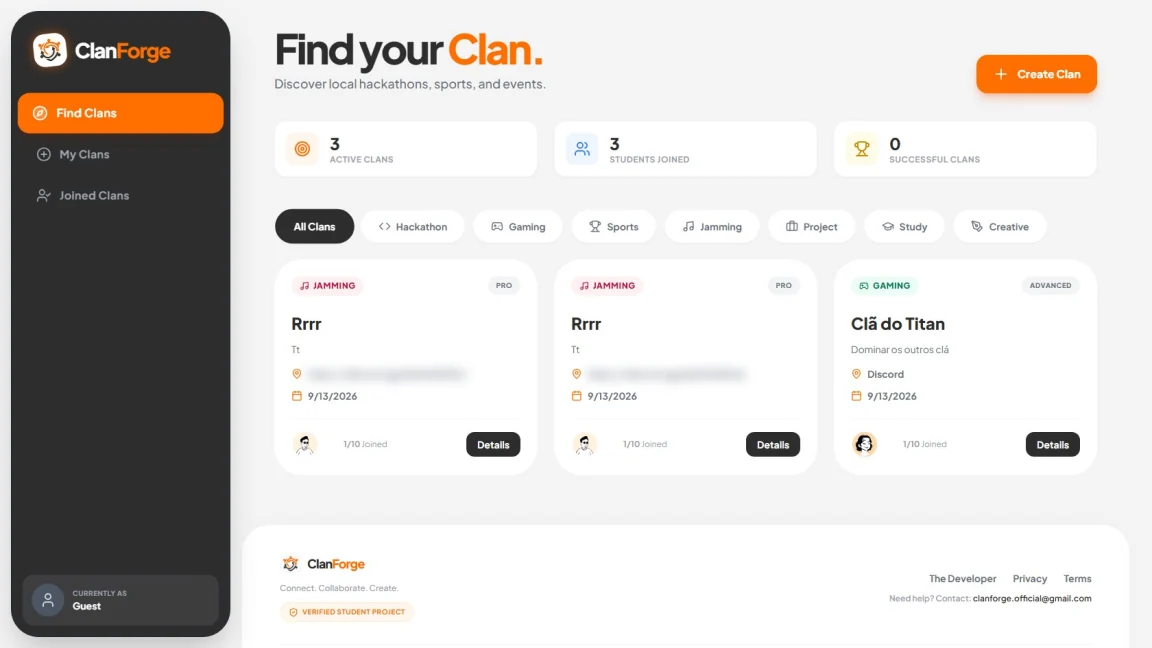 ClanForge
Find Clans
My Clans
Joined Clans
CURRENTLY AS
Guest
Find your Clan.
Discover local hackathons, sports, and events.
Create Clan
3
ACTIVE CLANS
3
STUDENTS JOINED
0
SUCCESSFUL CLANS
All Clans
Hackathon
Gaming
Sports
Jamming
Project
Study
Creative
JAMMING
PRO
Rrrr
Tt
9/13/2026
1/10 Joined
Details
JAMMING
PRO
Rrrr
Tt
9/13/2026
1/10 Joined
Details
GAMING
ADVANCED
Clã do Titan
Dominar os outros clá
Discord
9/13/2026
1/10 Joined
Details
ClanForge
Connect. Collaborate. Create.
VERIFIED STUDENT PROJECT
The Developer
Privacy
Terms
Need help? Contact: clanforge.official@gmail.com